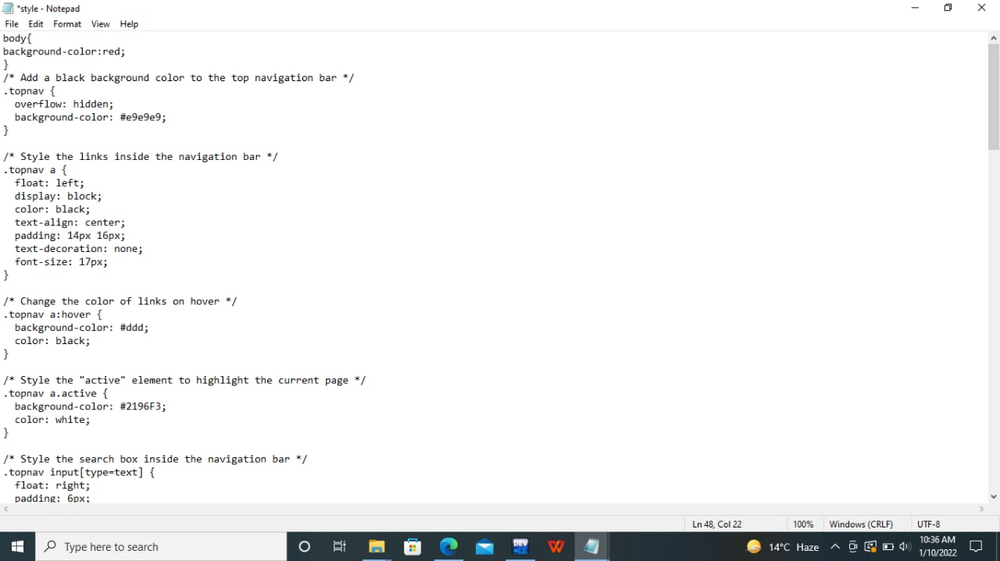 *style - Notepad
File Edit Format View Help
body{
background-color:red;
}
/* Add a black background color to the top navigation bar */
.topnav {
  overflow: hidden;
  background-color: #e9e9e9;
}

/* Style the links inside the navigation bar */
.topnav a {
  float: left;
  display: block;
  color: black;
  text-align: center;
  padding: 14px 16px;
  text-decoration: none;
  font-size: 17px;
}

/* Change the color of links on hover */
.topnav a:hover {
  background-color: #ddd;
  color: black;
}

/* Style the "active" element to highlight the current page */
.topnav a.active {
  background-color: #2196F3;
  color: white;
}

/* Style the search box inside the navigation bar */
.topnav input[type=text] {
  float: right;
  padding: 6px;
Ln 48, Col 22 100% Windows (CRLF) UTF-8
Type here to search
DEV
14°C Haze
10:36 AM
1/10/2022